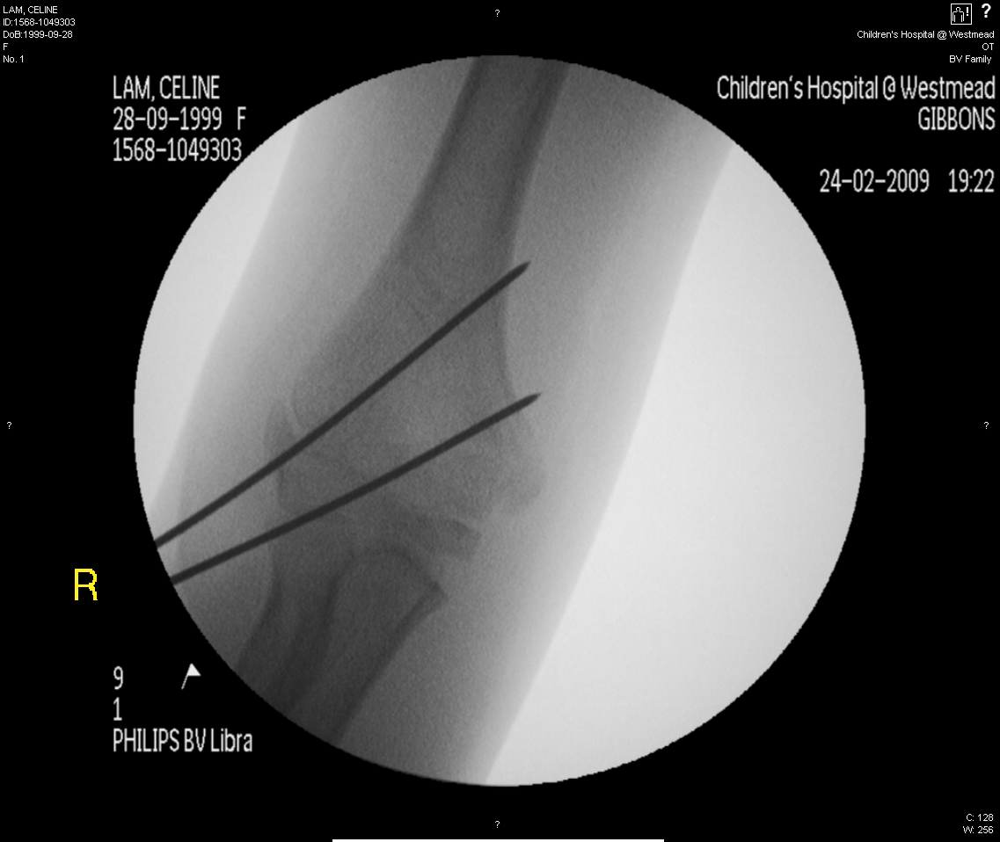 LAM, CELINE
ID:1568-1049303
DoB:1999-09-28
F
No. 1
?
! ?
Children's Hospital @ Westmead
OT
BV Family
LAM, CELINE
28-09-1999 F
1568-1049303
Children's Hospital @ Westmead
GIBBONS
24-02-2009 19:22
?
?
R
9
1
PHILIPS BV Libra
?
C: 128
W: 256